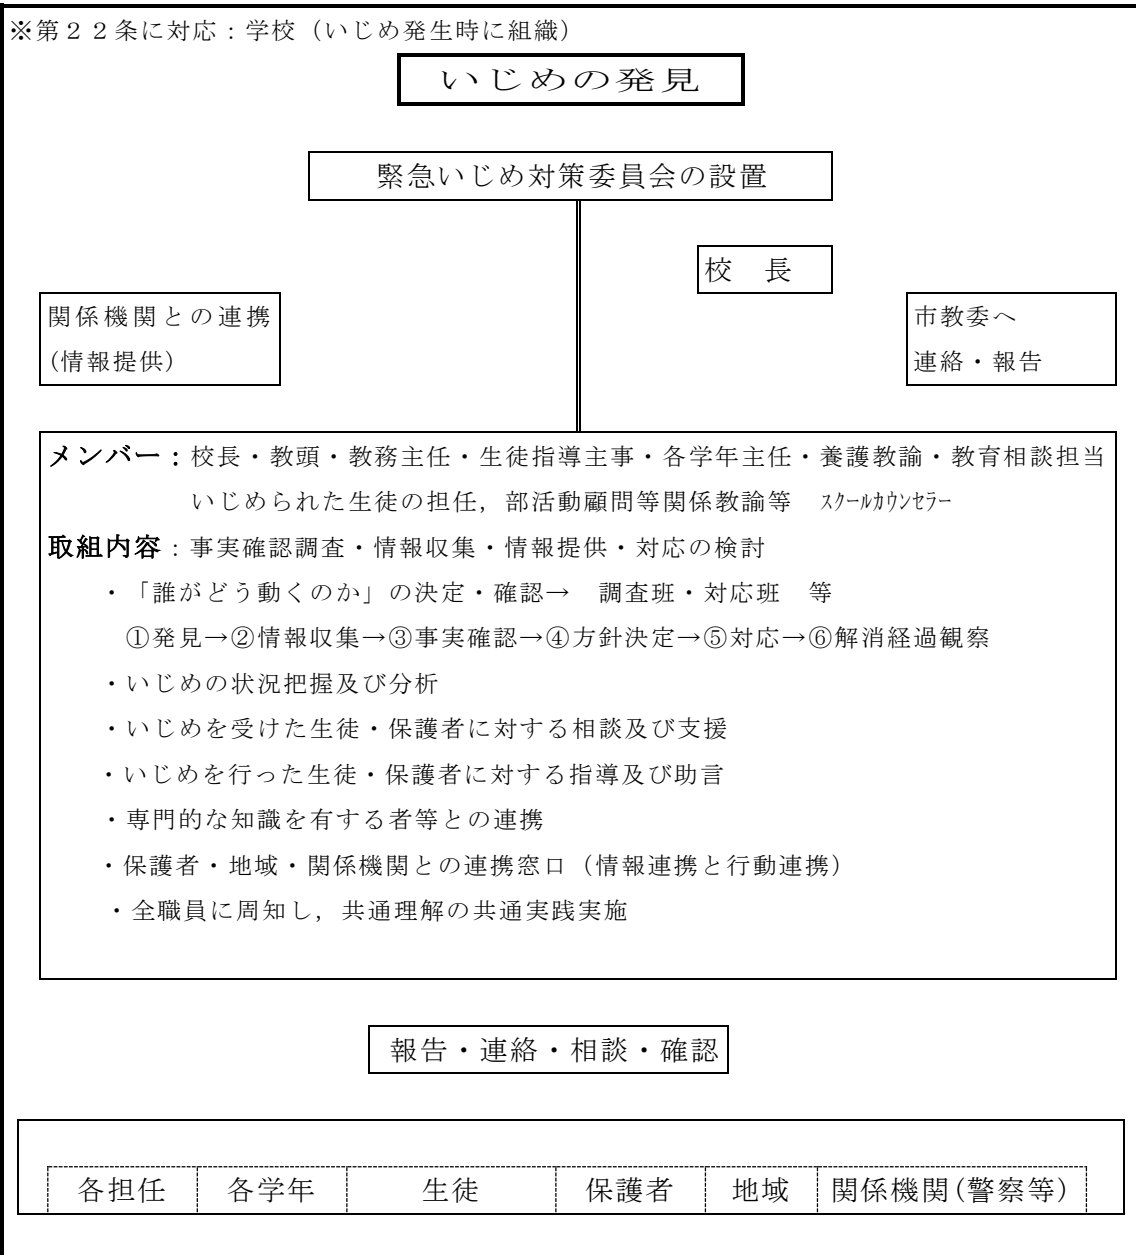 ※第２２条に対応：学校（いじめ発生時に組織）
いじめの発見
緊急いじめ対策委員会の設置
校　長
関係機関との連携
(情報提供)
市教委へ
連絡・報告
メンバー：校長・教頭・教務主任・生徒指導主事・各学年主任・養護教諭・教育相談担当
いじめられた生徒の担任，部活動顧問等関係教諭等　ｽｸｰﾙｶｳﾝｾﾗｰ
取組内容：事実確認調査・情報収集・情報提供・対応の検討
・「誰がどう動くのか」の決定・確認→　調査班・対応班　等
①発見→②情報収集→③事実確認→④方針決定→⑤対応→⑥解消経過観察
・いじめの状況把握及び分析
・いじめを受けた生徒・保護者に対する相談及び支援
・いじめを行った生徒・保護者に対する指導及び助言
・専門的な知識を有する者等との連携
・保護者・地域・関係機関との連携窓口（情報連携と行動連携）
・全職員に周知し，共通理解の共通実践実施
報告・連絡・相談・確認
各担任　各学年　生徒　保護者　地域　関係機関(警察等)